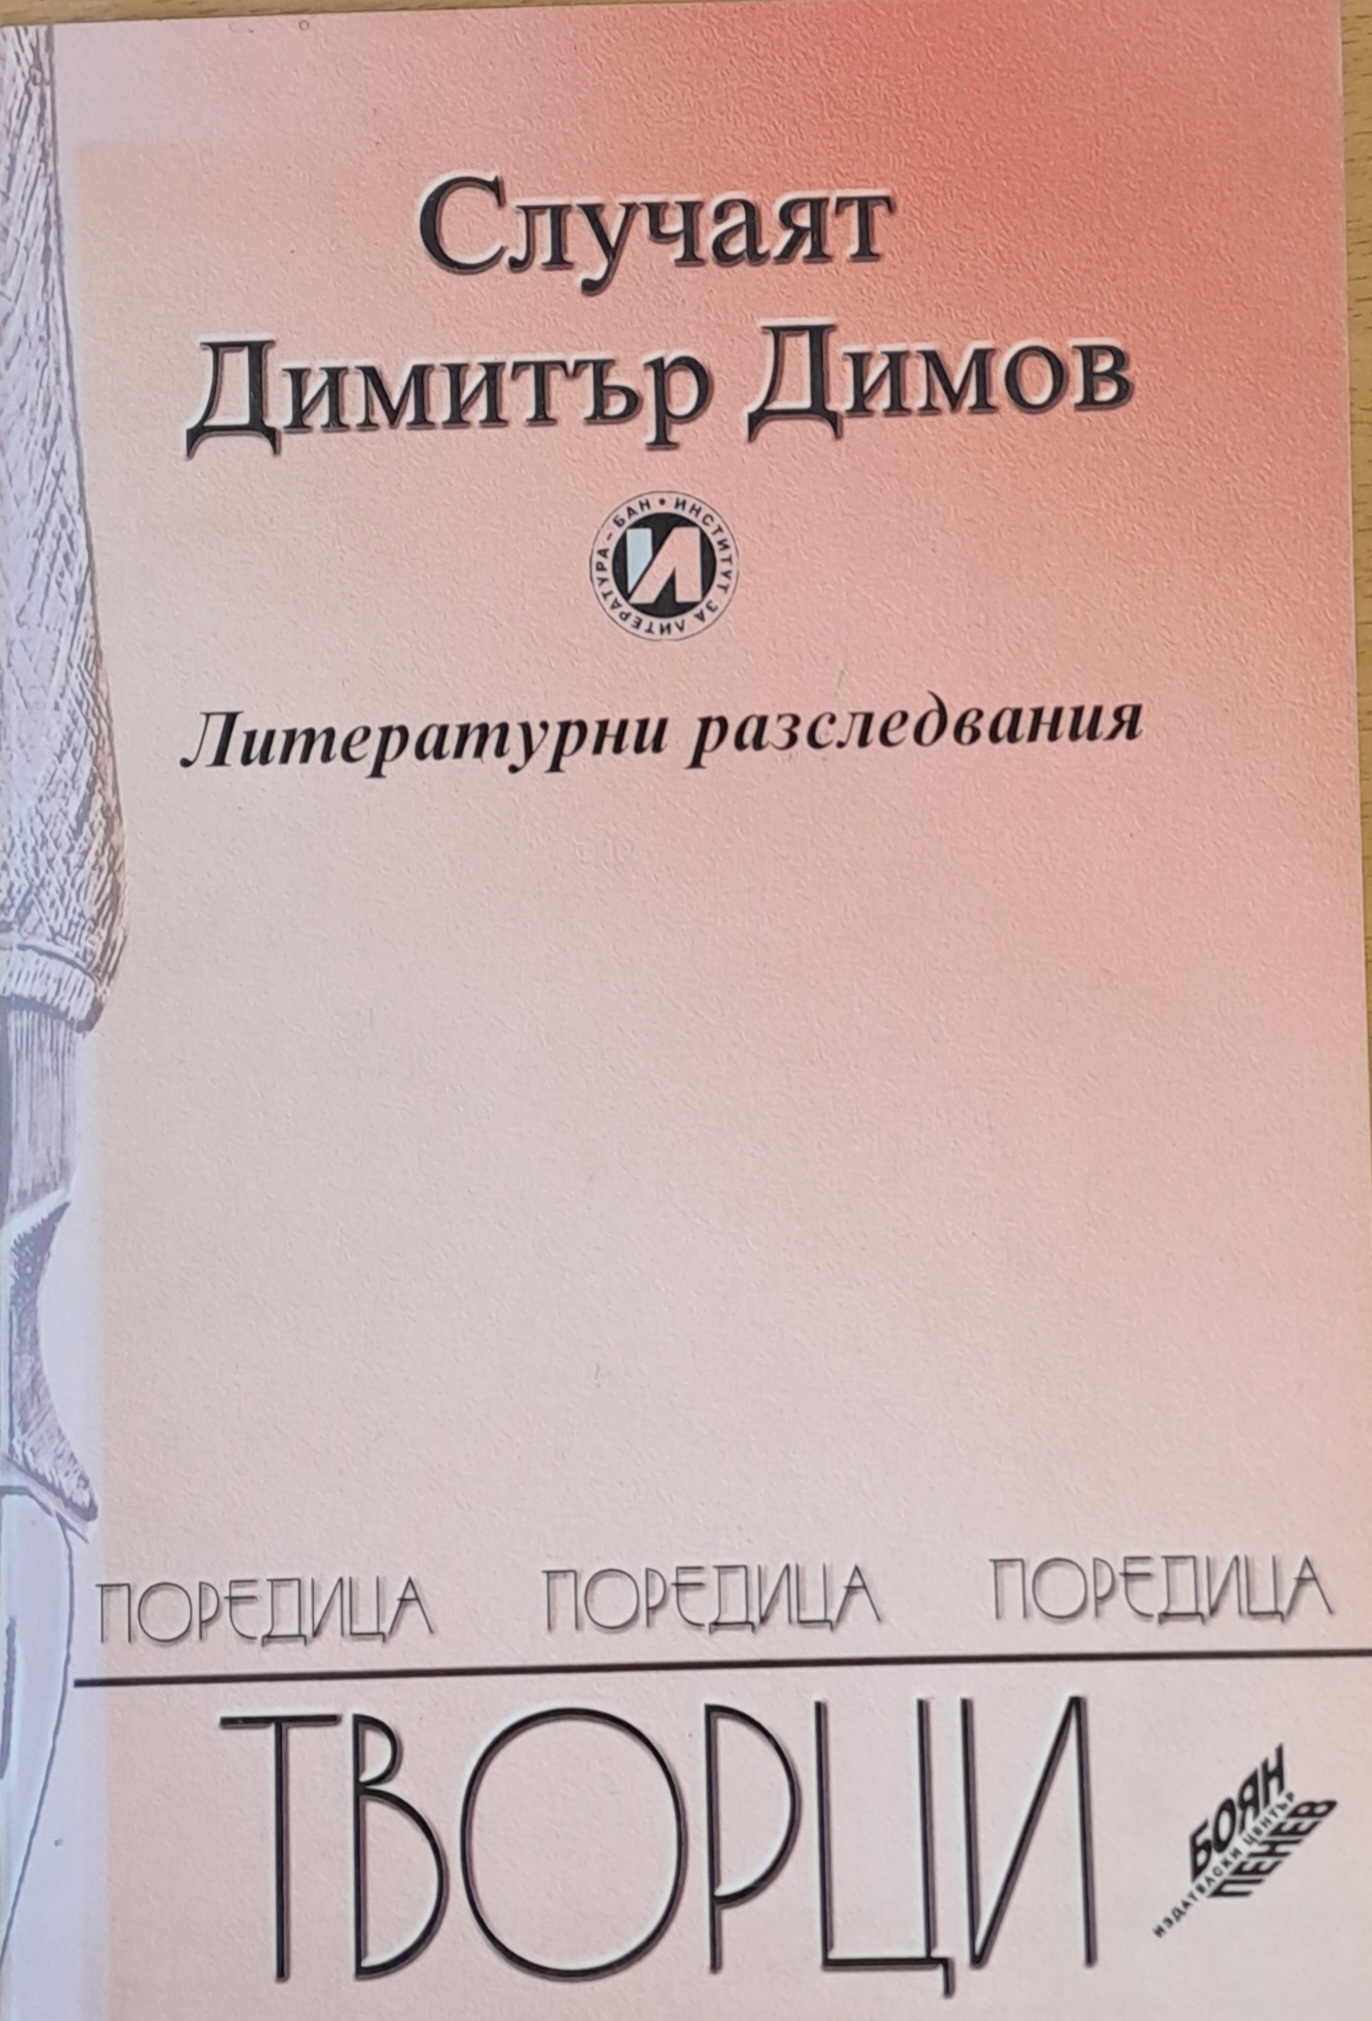 Случаят
Димитър Димов
ИНСТИТУТ ЗА ЛИТЕРАТУРА – БАН •
И
Литературни разследвания
ПОРЕДИЦА ПОРЕДИЦА ПОРЕДИЦА
ТВОРЦИ
БОЯН
ИЗДАТЕЛСКИ ЦЕНТЪР
ПЕНЕВ